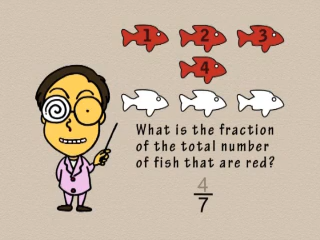 1 2 3
4
What is the fraction
of the total number
of fish that are red?
4
7